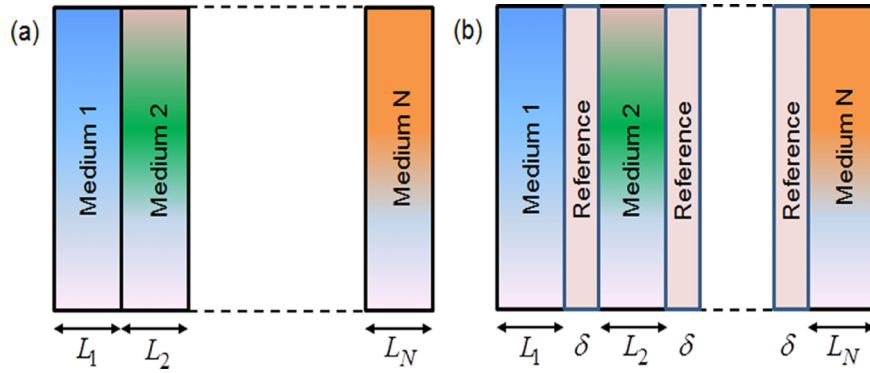 (a)
Medium 1
Medium 2
Medium N
L1
L2
LN
(b)
Medium 1
Reference
Medium 2
Reference
Reference
Medium N
L1
δ
L2
δ
δ
LN